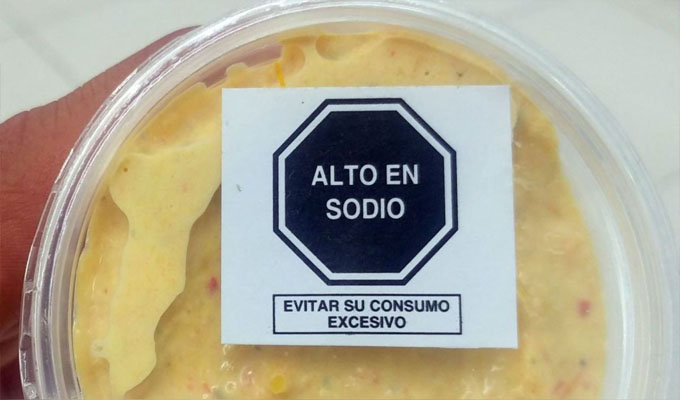 ALTO EN
SODIO
EVITAR SU CONSUMO
EXCESIVO